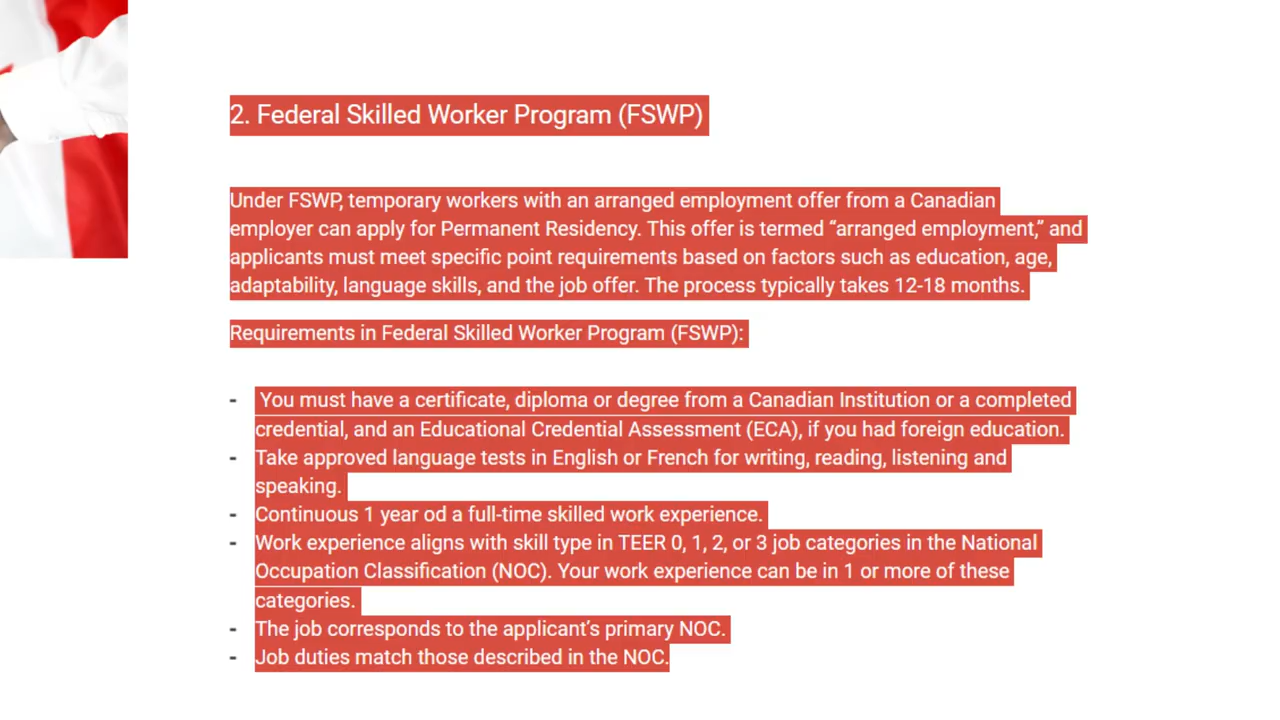 2. Federal Skilled Worker Program (FSWP)
Under FSWP, temporary workers with an arranged employment offer from a Canadian
employer can apply for Permanent Residency. This offer is termed “arranged employment,” and
applicants must meet specific point requirements based on factors such as education, age,
adaptability, language skills, and the job offer. The process typically takes 12-18 months.
Requirements in Federal Skilled Worker Program (FSWP):
- You must have a certificate, diploma or degree from a Canadian Institution or a completed
credential, and an Educational Credential Assessment (ECA), if you had foreign education.
- Take approved language tests in English or French for writing, reading, listening and
speaking.
- Continuous 1 year od a full-time skilled work experience.
- Work experience aligns with skill type in TEER 0, 1, 2, or 3 job categories in the National
Occupation Classification (NOC). Your work experience can be in 1 or more of these
categories.
- The job corresponds to the applicant’s primary NOC.
- Job duties match those described in the NOC.